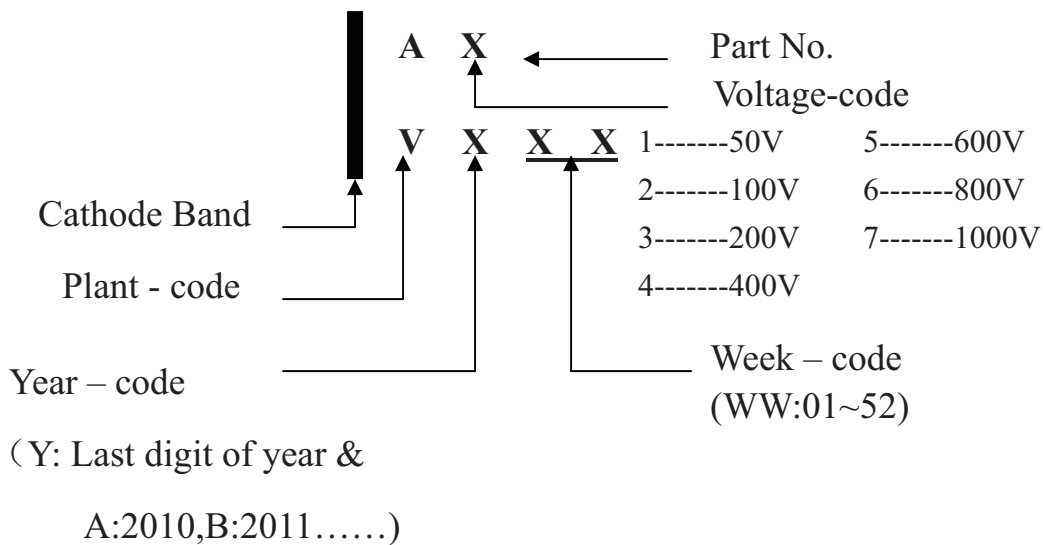 A X Part No.
Voltage-code
V X X X
1-------50V 5-------600V
2-------100V 6-------800V
3-------200V 7-------1000V
4-------400V
Cathode Band
Plant - code
Year – code
Week – code
(WW:01~52)
（Y: Last digit of year &
A:2010,B:2011……)